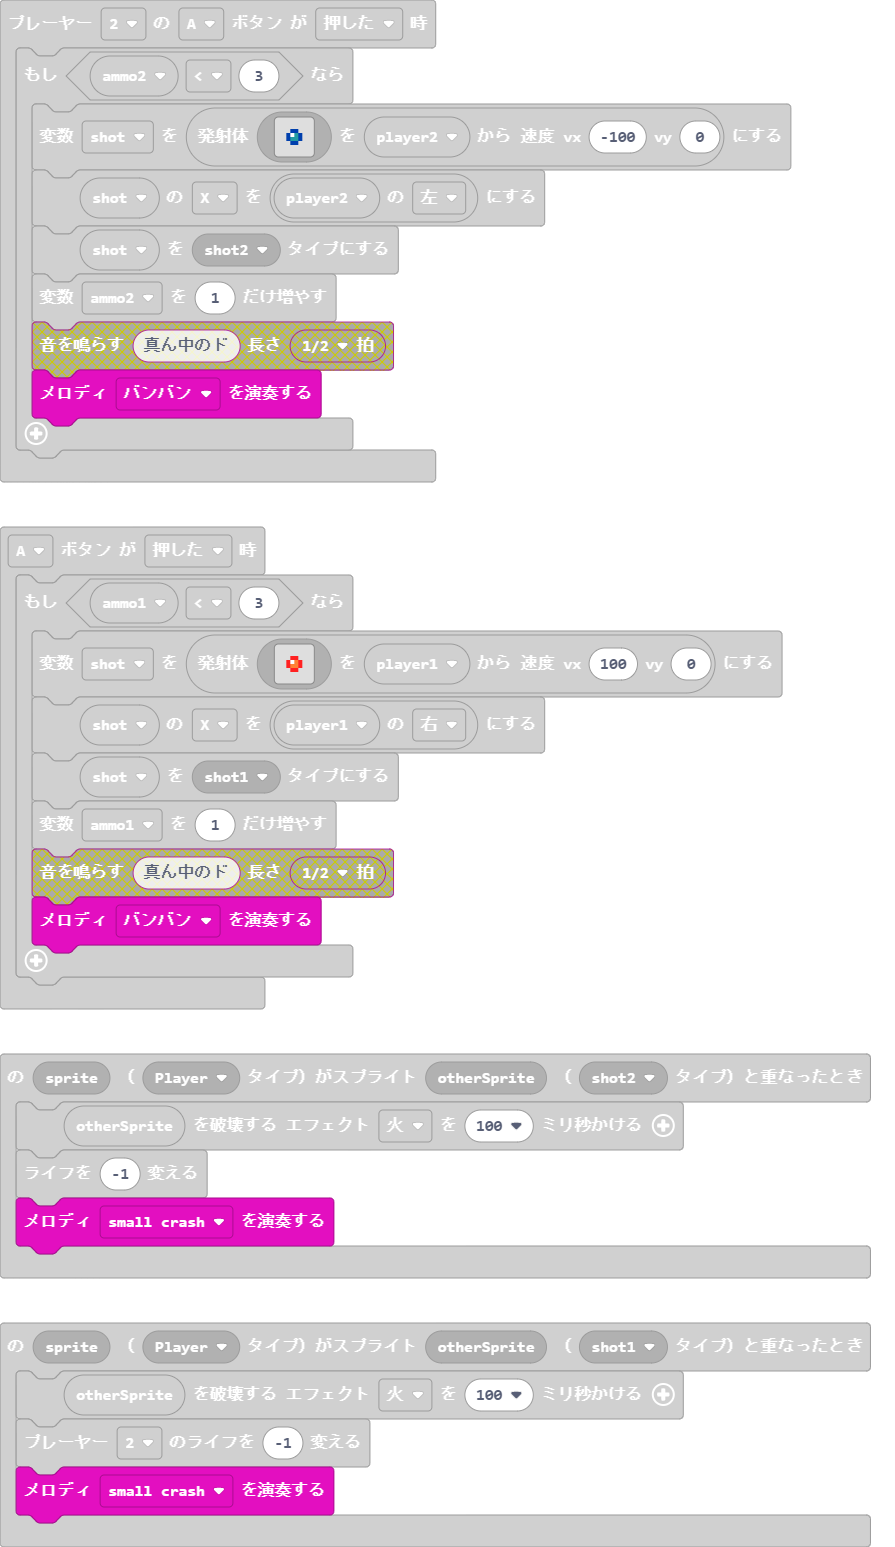 プレーヤー 2 の A ボタン が 押した 時
もし ammo2 < 3 なら
変数 shot を 発射体 を player2 から 速度 vx -100 vy 0 にする
shot の X を player2 の 左 にする
shot を shot2 タイプにする
変数 ammo2 を 1 だけ増やす
音を鳴らす 真ん中のド 長さ 1/2 拍
メロディ バンバン を演奏する
A ボタン が 押した 時
もし ammo1 < 3 なら
変数 shot を 発射体 を player1 から 速度 vx 100 vy 0 にする
shot の X を player1 の 右 にする
shot を shot1 タイプにする
変数 ammo1 を 1 だけ増やす
音を鳴らす 真ん中のド 長さ 1/2 拍
メロディ バンバン を演奏する
の sprite （ Player タイプ）がスプライト otherSprite （ shot2 タイプ）と重なったとき
otherSprite を破壊する エフェクト 火 を 100 ミリ秒かける
ライフを -1 変える
メロディ small crash を演奏する
の sprite （ Player タイプ）がスプライト otherSprite （ shot1 タイプ）と重なったとき
otherSprite を破壊する エフェクト 火 を 100 ミリ秒かける
プレーヤー 2 のライフを -1 変える
メロディ small crash を演奏する